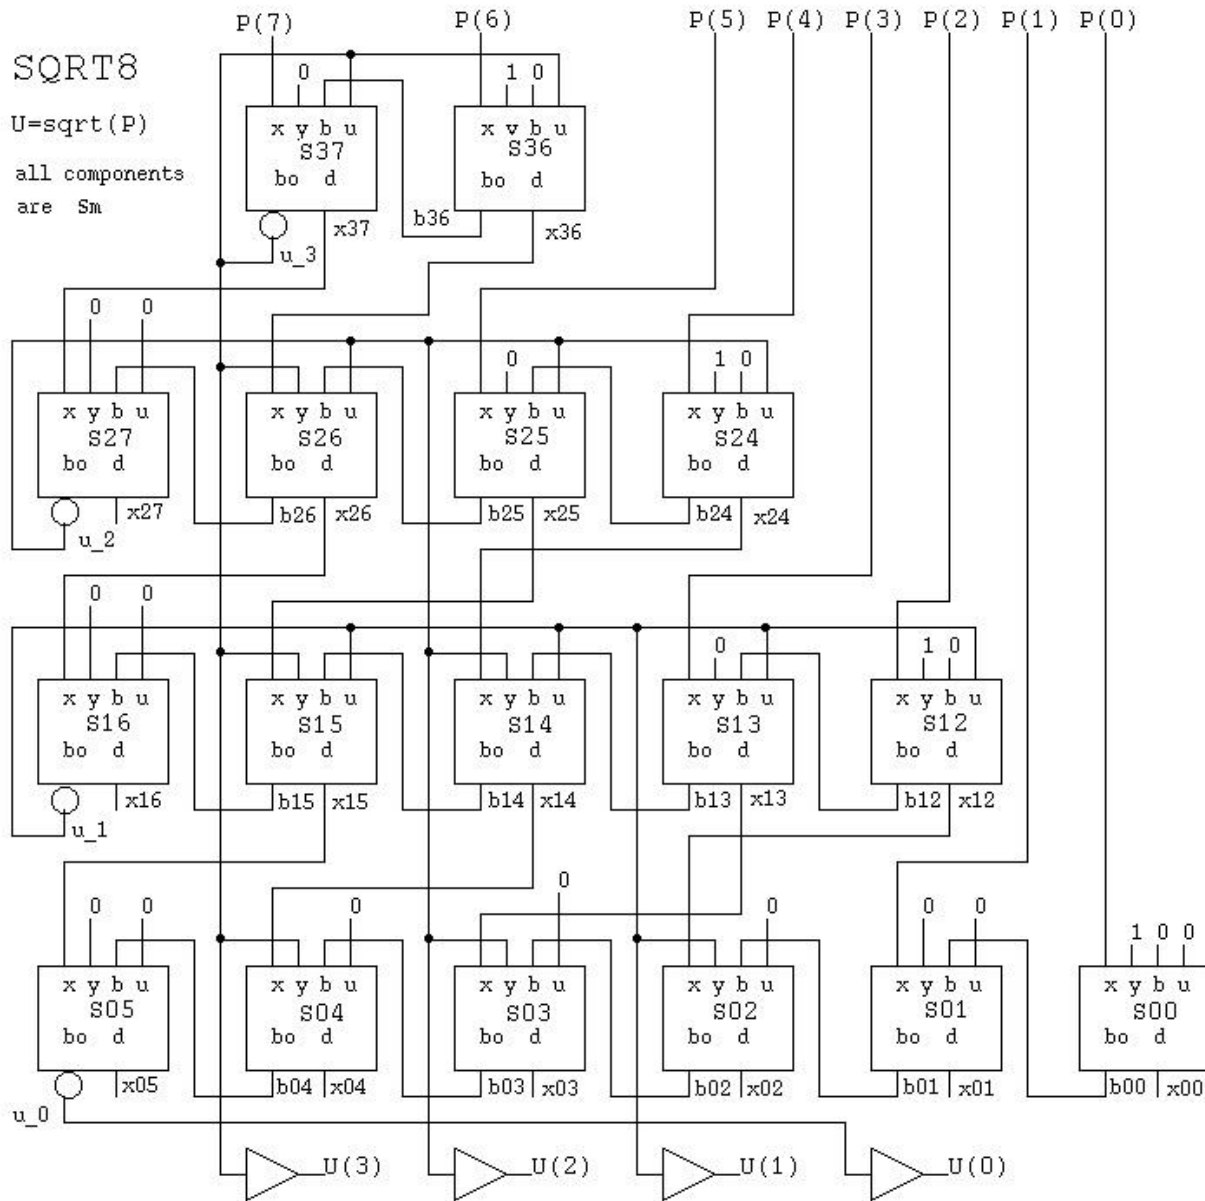 P(7) P(6) P(5) P(4) P(3) P(2) P(1) P(0)
SQRT8
0 1 0
U=sqrt(P)
x y b u x y b u
S37 S36
all components
bo d bo d
are Sm
b36 x37 x36
u_3
0 0
0 1 0
x y b u x y b u x y b u x y b u
S27 S26 S25 S24
bo d bo d bo d bo d
x27 b26 x26 b25 x25 b24 x24
u_2
0 0
0 1 0
x y b u x y b u x y b u x y b u x y b u
S16 S15 S14 S13 S12
bo d bo d bo d bo d bo d
x16 b15 x15 b14 x14 b13 x13 b12 x12
u_1
0
0 0 0 0 0 0
1 0 0
x y b u x y b u x y b u x y b u x y b u x y b u
S05 S04 S03 S02 S01 S00
bo d bo d bo d bo d bo d bo d
x05 b04 x04 b03 x03 b02 x02 b01 x01 b00 x00
u_0
U(3) U(2) U(1) U(0)